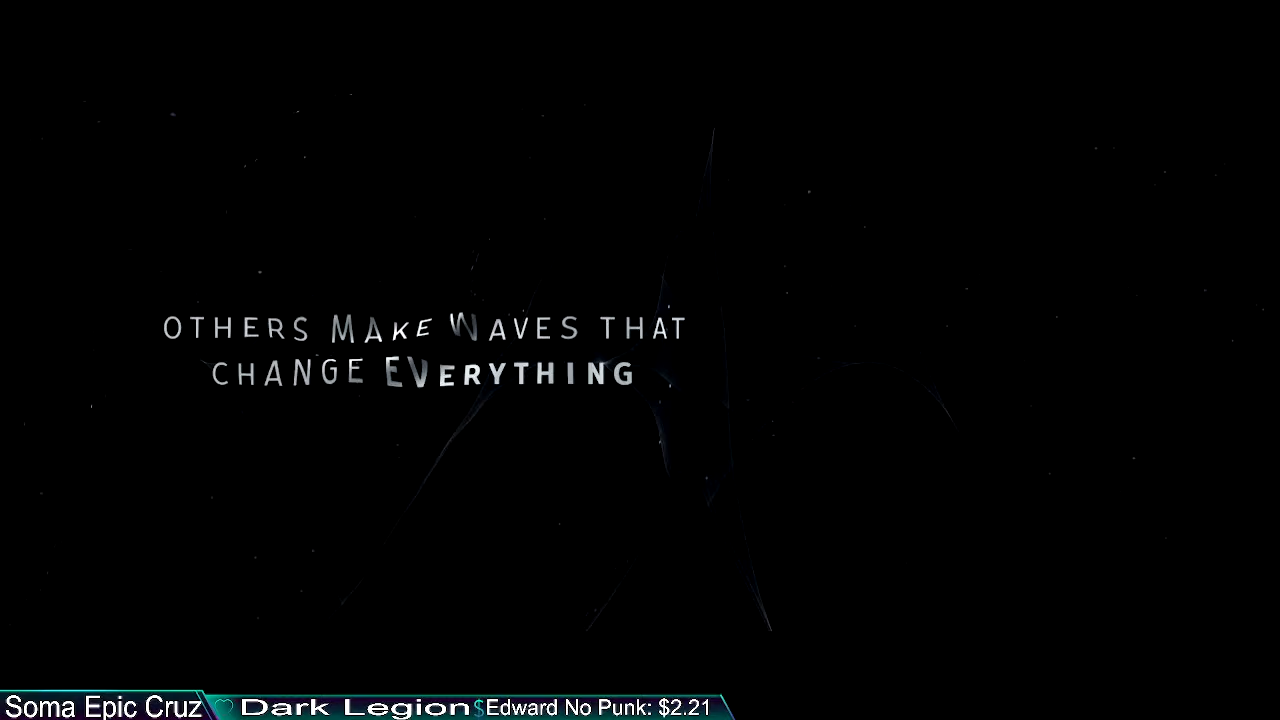 OTHERS MAKE WAVES THAT
CHANGE EVERYTHING
Soma Epic Cruz Dark Legion $Edward No Punk: $2.21